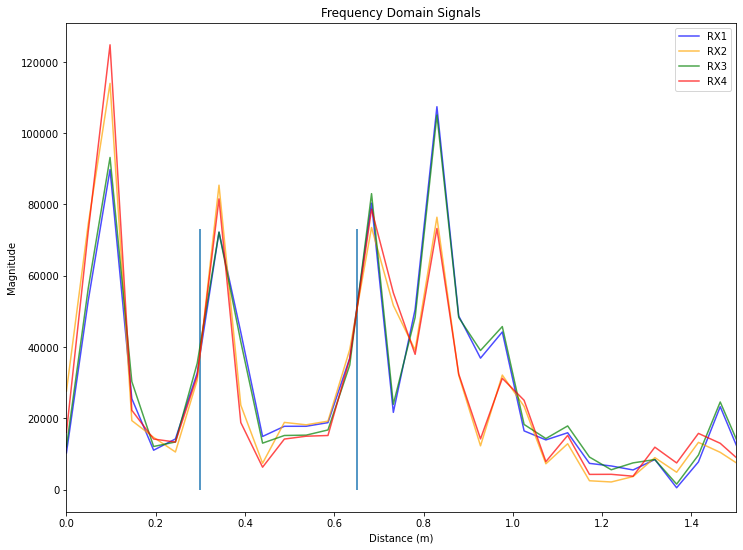 Frequency Domain Signals
RX1
RX2
RX3
RX4
120000
100000
80000
60000
40000
20000
0
Magnitude
0.0 0.2 0.4 0.6 0.8 1.0 1.2 1.4
Distance (m)